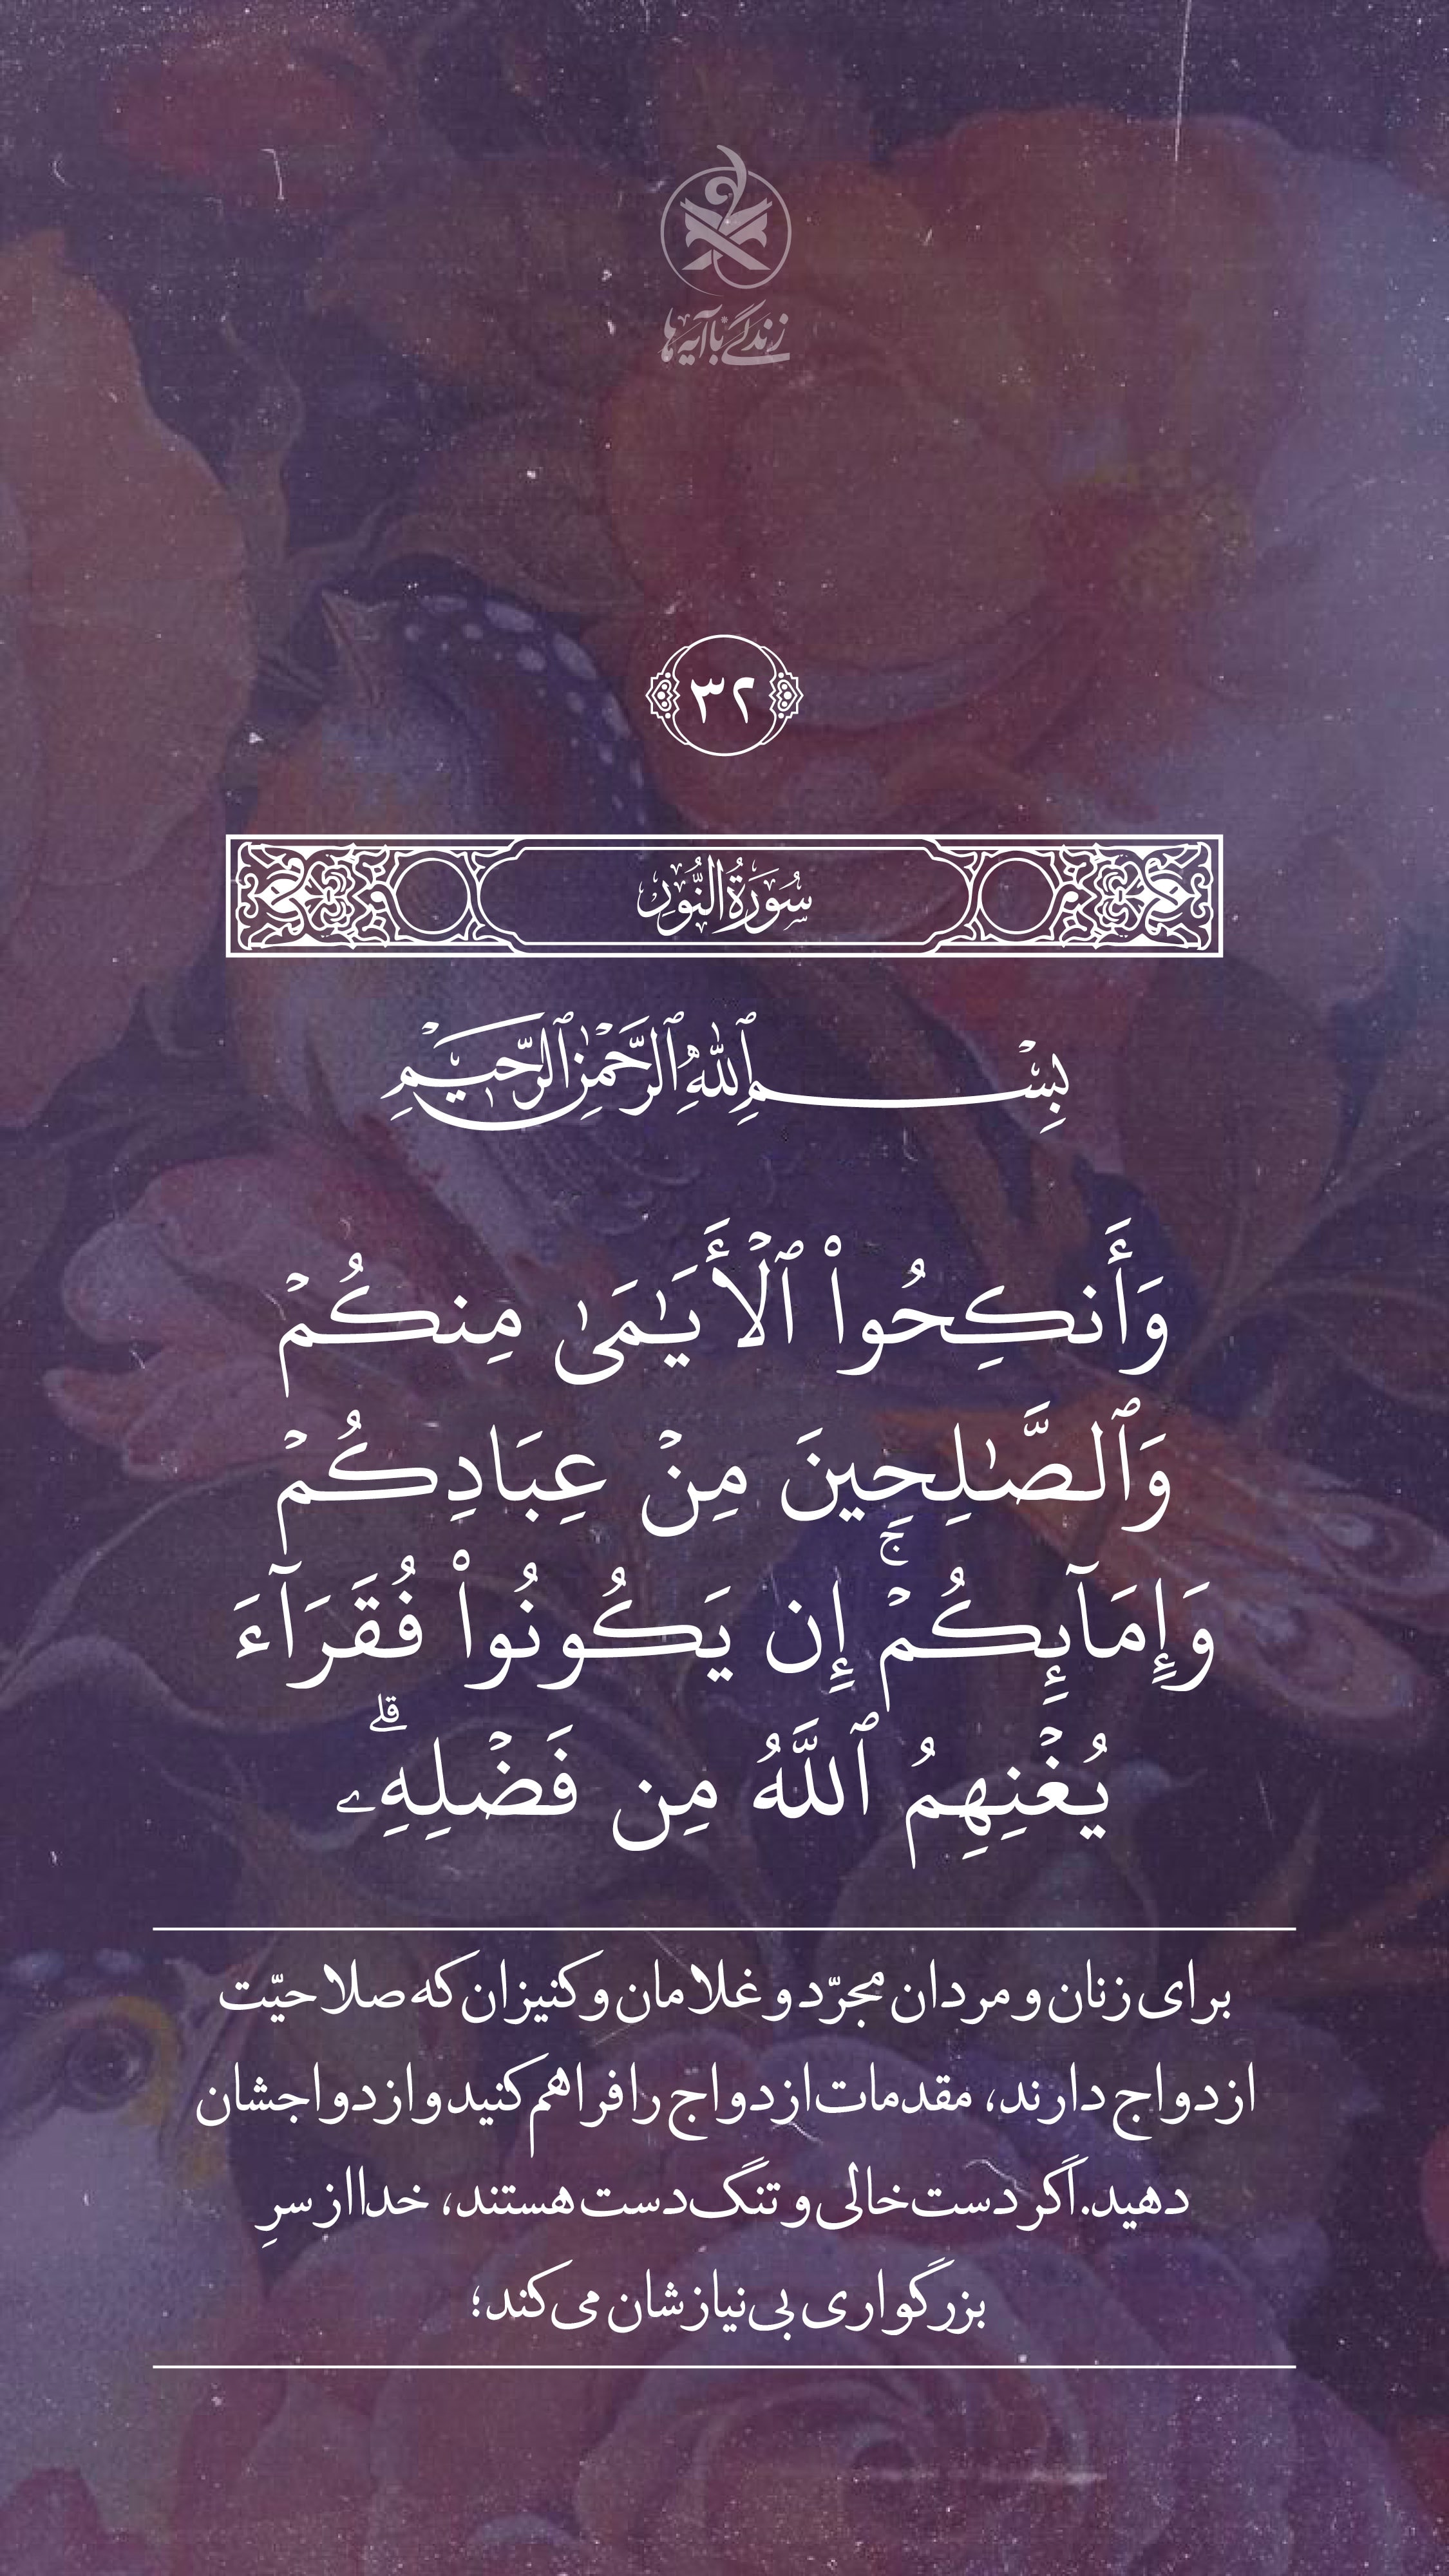 زندگی با آیه‌ها
۳۲
سُورَةُ النُّورِ
بِسْمِ ٱللَّهِ ٱلرَّحْمَٰنِ ٱلرَّحِيمِ
وَأَنكِحُوا۟ ٱلْأَيَٰمَىٰ مِنكُمْ
وَٱلصَّٰلِحِينَ مِنْ عِبَادِكُمْ
وَإِمَآئِكُمْ ۚ إِن يَكُونُوا۟ فُقَرَآءَ
يُغْنِهِمُ ٱللَّهُ مِن فَضْلِهِۦ ۗ
برای زنان و مردان مجرّد و غلامان و کنیزان که صلاحیّت
ازدواج دارند، مقدمات ازدواج را فراهم کنید و ازدواجشان
دهید. اگر دست‌خالی و تنگ‌دست هستند، خدا از سرِ
بزرگواری بی‌نیازشان می‌کند؛